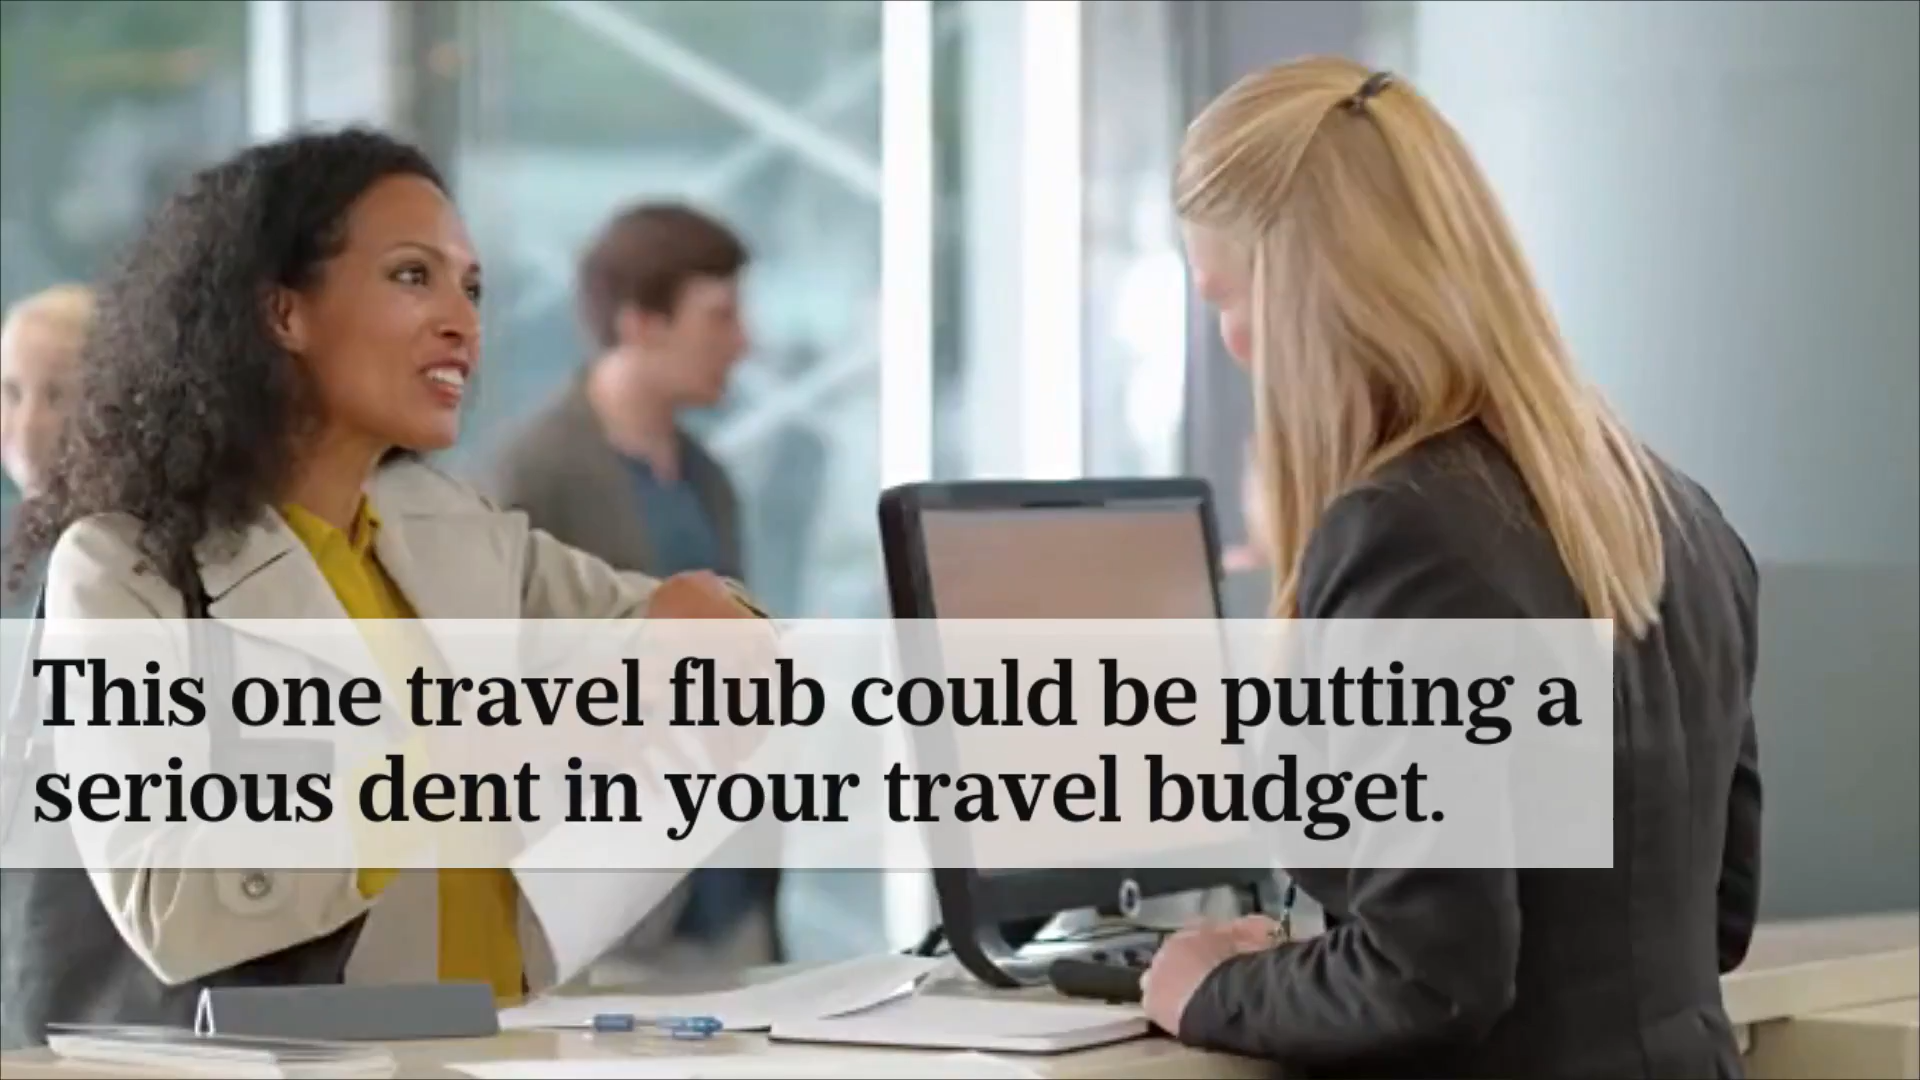 This one travel flub could be putting a
serious dent in your travel budget.